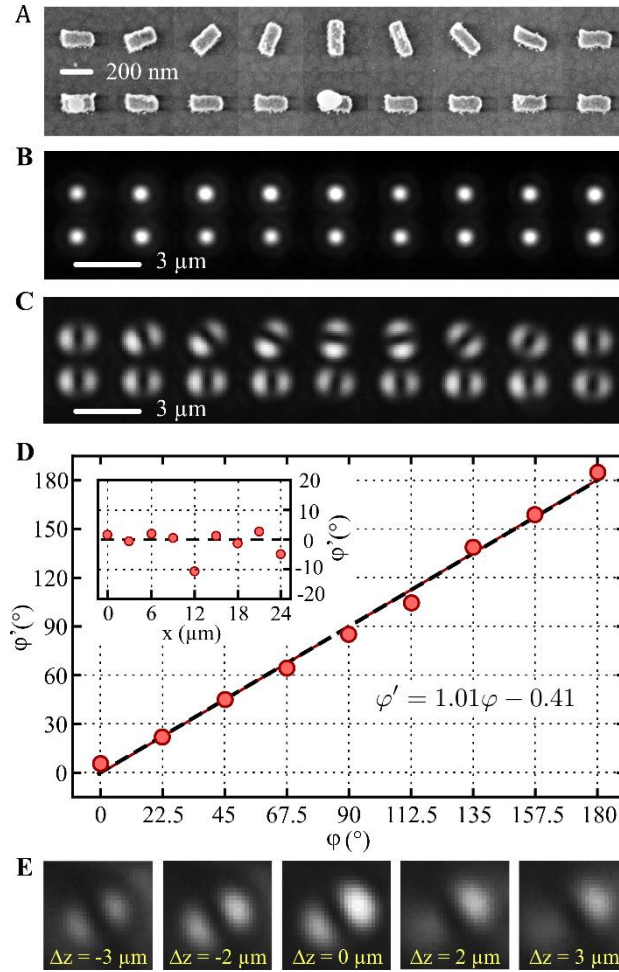 A
200 nm
B
3 µm
C
3 µm
D
180
150
120
90
60
30
0
φ'(°)
20
10
0
-10
-20
φ'(°)
0 6 12 18 24
x (µm)
φ′ = 1.01φ − 0.41
0 22.5 45 67.5 90 112.5 135 157.5 180
φ(°)
E
Δz = -3 µm Δz = -2 µm Δz = 0 µm Δz = 2 µm Δz = 3 µm